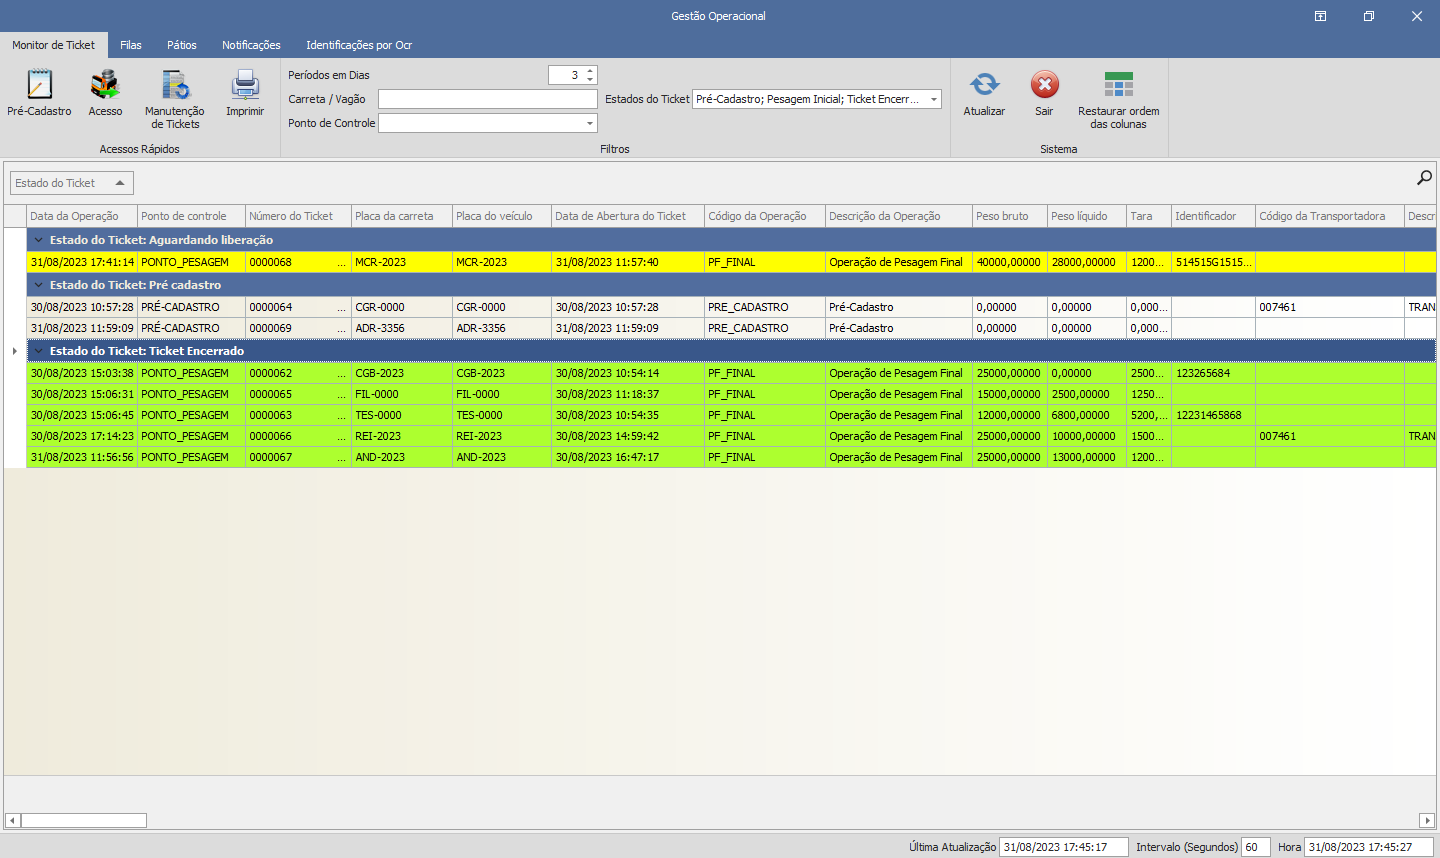 Gestão Operacional
Monitor de Ticket Filas Pátios Notificações Identificações por Ocr
Pré-Cadastro Acesso Manutenção de Tickets Imprimir
Acessos Rápidos
Períodos em Dias 3
Carreta / Vagão Estados do Ticket Pré-Cadastro; Pesagem Inicial; Ticket Encerr...
Ponto de Controle
Filtros
Atualizar Sair Restaurar ordem das colunas
Sistema
Estado do Ticket
Data da Operação Ponto de controle Número do Ticket Placa da carreta Placa do veículo Data de Abertura do Ticket Código da Operação Descrição da Operação Peso bruto Peso líquido Tara Identificador Código da Transportadora Descr
Estado do Ticket: Aguardando liberação
31/08/2023 17:41:14 PONTO_PESAGEM 0000068 ... MCR-2023 MCR-2023 31/08/2023 11:57:40 PF_FINAL Operação de Pesagem Final 40000,00000 28000,00000 1200... 514515G1515...
Estado do Ticket: Pré cadastro
30/08/2023 10:57:28 PRÉ-CADASTRO 0000064 ... CGR-0000 CGR-0000 30/08/2023 10:57:28 PRE_CADASTRO Pré-Cadastro 0,00000 0,00000 0,000... 007461 TRAN
31/08/2023 11:59:09 PRÉ-CADASTRO 0000069 ... ADR-3356 ADR-3356 31/08/2023 11:59:09 PRE_CADASTRO Pré-Cadastro 0,00000 0,00000 0,000...
Estado do Ticket: Ticket Encerrado
30/08/2023 15:03:38 PONTO_PESAGEM 0000062 ... CGB-2023 CGB-2023 30/08/2023 10:54:14 PF_FINAL Operação de Pesagem Final 25000,00000 0,00000 2500... 123265684
30/08/2023 15:06:31 PONTO_PESAGEM 0000065 ... FIL-0000 FIL-0000 30/08/2023 11:18:37 PF_FINAL Operação de Pesagem Final 15000,00000 2500,00000 1250...
30/08/2023 15:06:45 PONTO_PESAGEM 0000063 ... TES-0000 TES-0000 30/08/2023 10:54:35 PF_FINAL Operação de Pesagem Final 12000,00000 6800,00000 5200,... 12231465868
30/08/2023 17:14:23 PONTO_PESAGEM 0000066 ... REI-2023 REI-2023 30/08/2023 14:59:42 PF_FINAL Operação de Pesagem Final 25000,00000 10000,00000 1500... 007461 TRAN
31/08/2023 11:56:56 PONTO_PESAGEM 0000067 ... AND-2023 AND-2023 30/08/2023 16:47:17 PF_FINAL Operação de Pesagem Final 25000,00000 13000,00000 1200...
Última Atualização 31/08/2023 17:45:17 Intervalo (Segundos) 60 Hora 31/08/2023 17:45:27